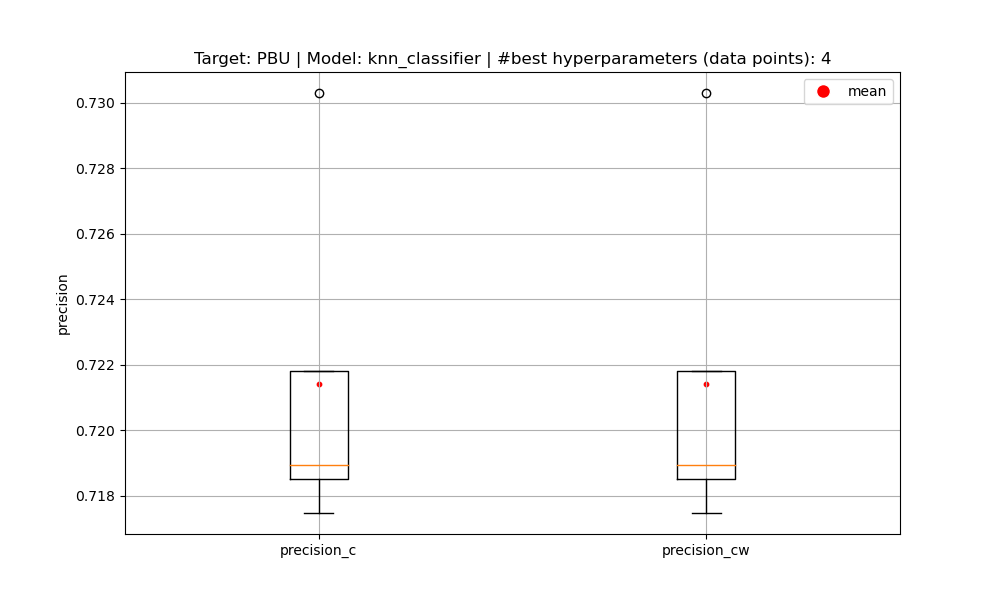 Target: PBU | Model: knn_classifier | #best hyperparameters (data points): 4
mean
0.730
0.728
0.726
0.724
0.722
0.720
0.718
precision
precision_c
precision_cw